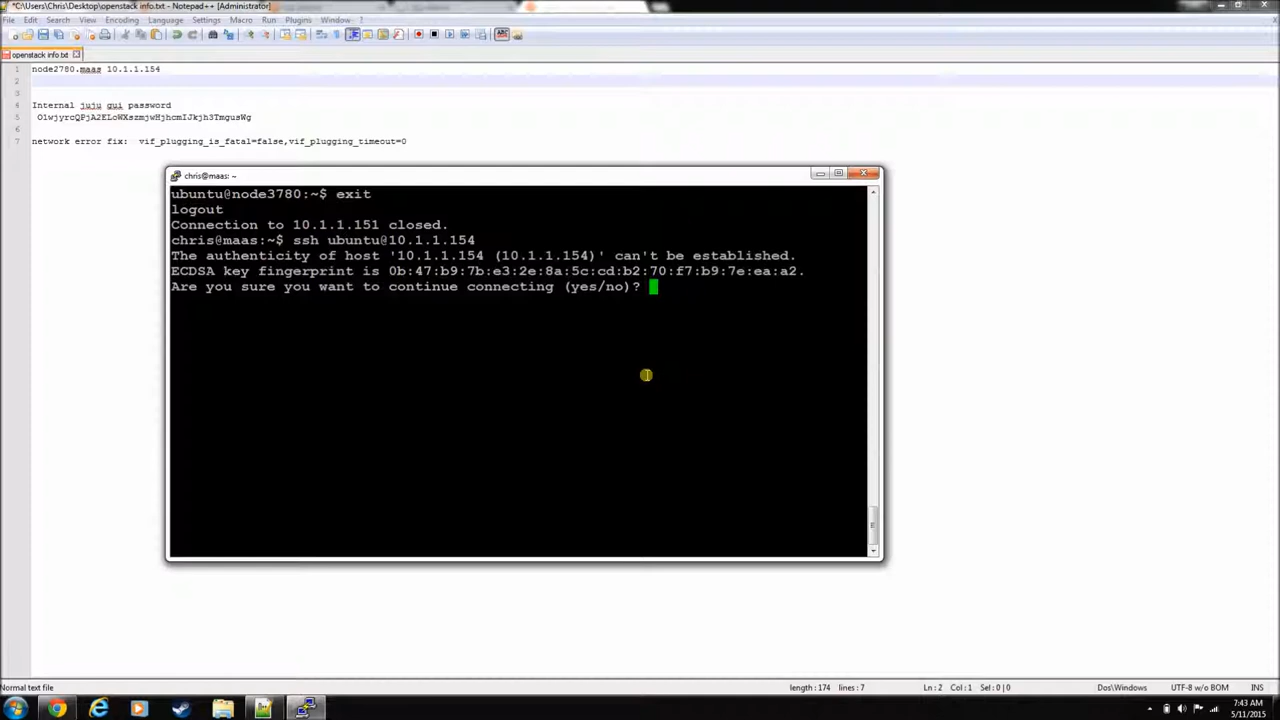 *C:\Users\Chris\Desktop\openstack info.txt - Notepad++ [Administrator]
File Edit Search View Encoding Language Settings Macro Run Plugins Window ?
openstack info.txt
1 node2780.maas 10.1.1.154
2
3
4 Internal juju gui password
5 OlwjyrcQPjA2ELoWXszmjwHjhcmIJkjh3TmgusWg
6
7 network error fix: vif_plugging_is_fatal=false,vif_plugging_timeout=0
chris@maas: ~
ubuntu@node3780:~$ exit
logout
Connection to 10.1.1.151 closed.
chris@maas:~$ ssh ubuntu@10.1.1.154
The authenticity of host '10.1.1.154 (10.1.1.154)' can't be established.
ECDSA key fingerprint is 0b:47:b9:7b:e3:2e:8a:5c:cd:b2:70:f7:b9:7e:ea:a2.
Are you sure you want to continue connecting (yes/no)?
Normal text file length : 174 lines : 7 Ln : 2 Col : 1 Sel : 0 | 0 Dos\Windows UTF-8 w/o BOM INS
7:43 AM
5/11/2015